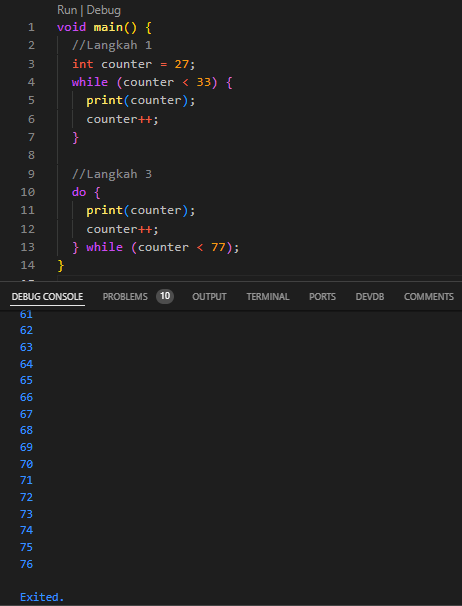 Run | Debug
1 void main() {
2 //Langkah 1
3 int counter = 27;
4 while (counter < 33) {
5 print(counter);
6 counter++;
7 }
8
9 //Langkah 3
10 do {
11 print(counter);
12 counter++;
13 } while (counter < 77);
14 }
DEBUG CONSOLE PROBLEMS 10 OUTPUT TERMINAL PORTS DEVDB COMMENTS
61
62
63
64
65
66
67
68
69
70
71
72
73
74
75
76
Exited.